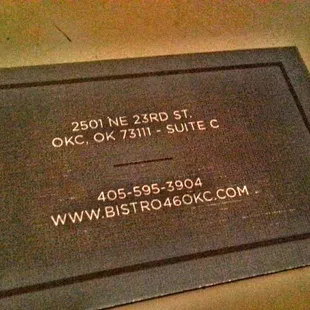 2501 NE 23RD ST.
OKC, OK 73111 - SUITE C
405-595-3904
WWW.BISTRO46OKC.COM